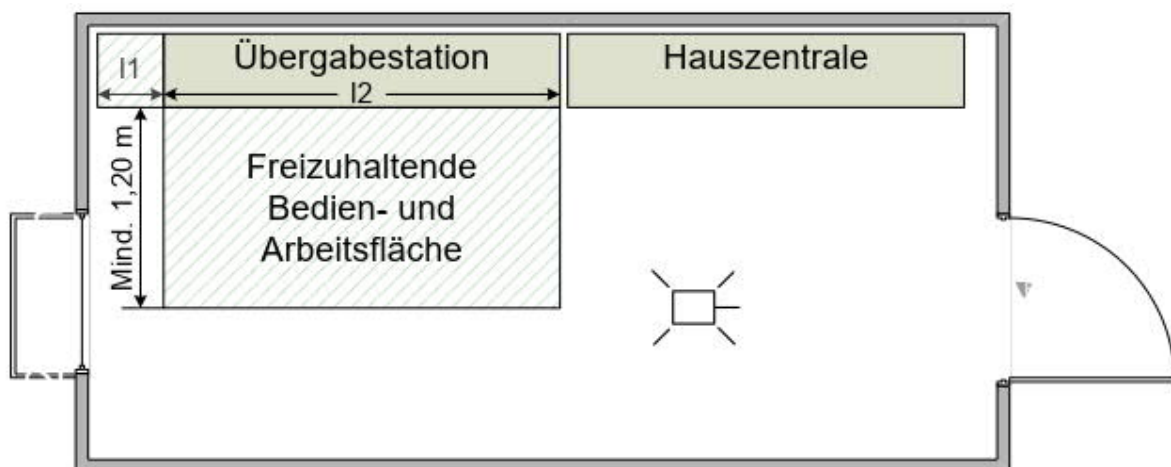 Übergabestation
Hauszentrale
l1
l2
Mind. 1,20 m
Freizuhaltende
Bedien- und
Arbeitsfläche